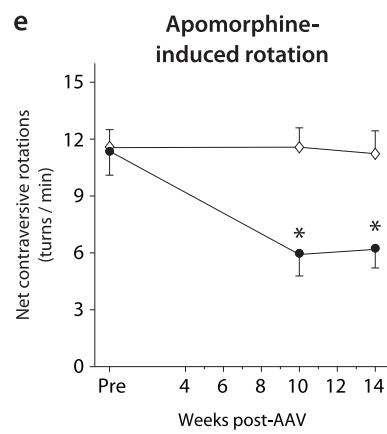 e
Apomorphine-
induced rotation
Net contraversive rotations
(turns / min)
15
12
9
6
3
0
* *
Pre 4 6 8 10 12 14
Weeks post-AAV